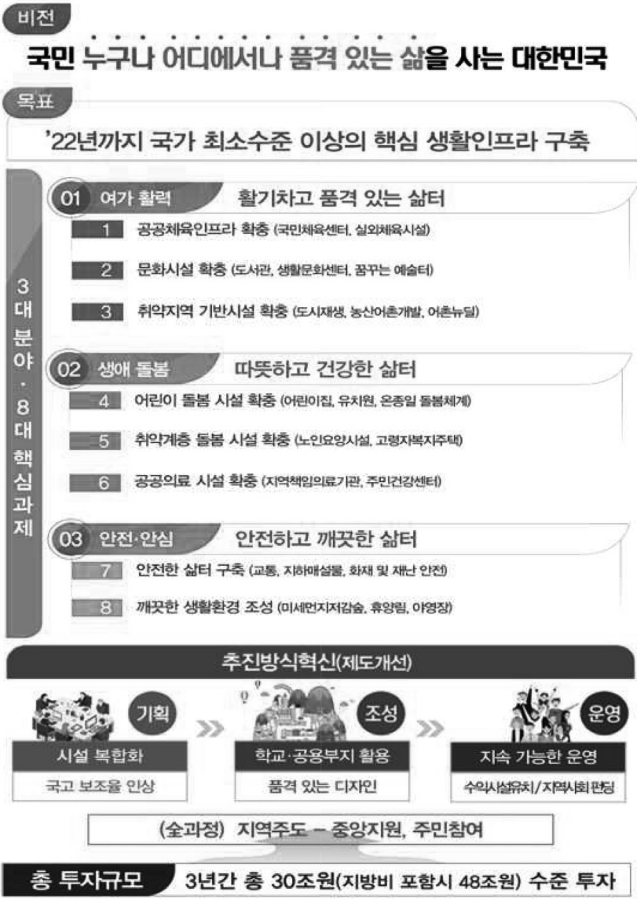 비전
국민 누구나 어디에서나 품격 있는 삶을 사는 대한민국
목표
'22년까지 국가 최소수준 이상의 핵심 생활인프라 구축
3대 분야·8대 핵심과제
01 여가 활력 활기차고 품격 있는 삶터
1 공공체육인프라 확충 (국민체육센터, 실외체육시설)
2 문화시설 확충 (도서관, 생활문화센터, 꿈꾸는 예술터)
3 취약지역 기반시설 확충 (도시재생, 농산어촌개발, 어촌뉴딜)
02 생애 돌봄 따뜻하고 건강한 삶터
4 어린이 돌봄 시설 확충 (어린이집, 유치원, 온종일 돌봄체계)
5 취약계층 돌봄 시설 확충 (노인요양시설, 고령자복지주택)
6 공공의료 시설 확충 (지역책임의료기관, 주민건강센터)
03 안전·안심 안전하고 깨끗한 삶터
7 안전한 삶터 구축 (교통, 지하매설물, 화재 및 재난 안전)
8 깨끗한 생활환경 조성 (미세먼지저감숲, 휴양림, 야영장)
추진방식혁신(제도개선)
기획
시설 복합화
국고 보조율 인상
조성
학교·공용부지 활용
품격 있는 디자인
운영
지속 가능한 운영
수익시설유치/지역사회 펀딩
(全과정) 지역주도 - 중앙지원, 주민참여
총 투자규모 3년간 총 30조원(지방비 포함시 48조원) 수준 투자